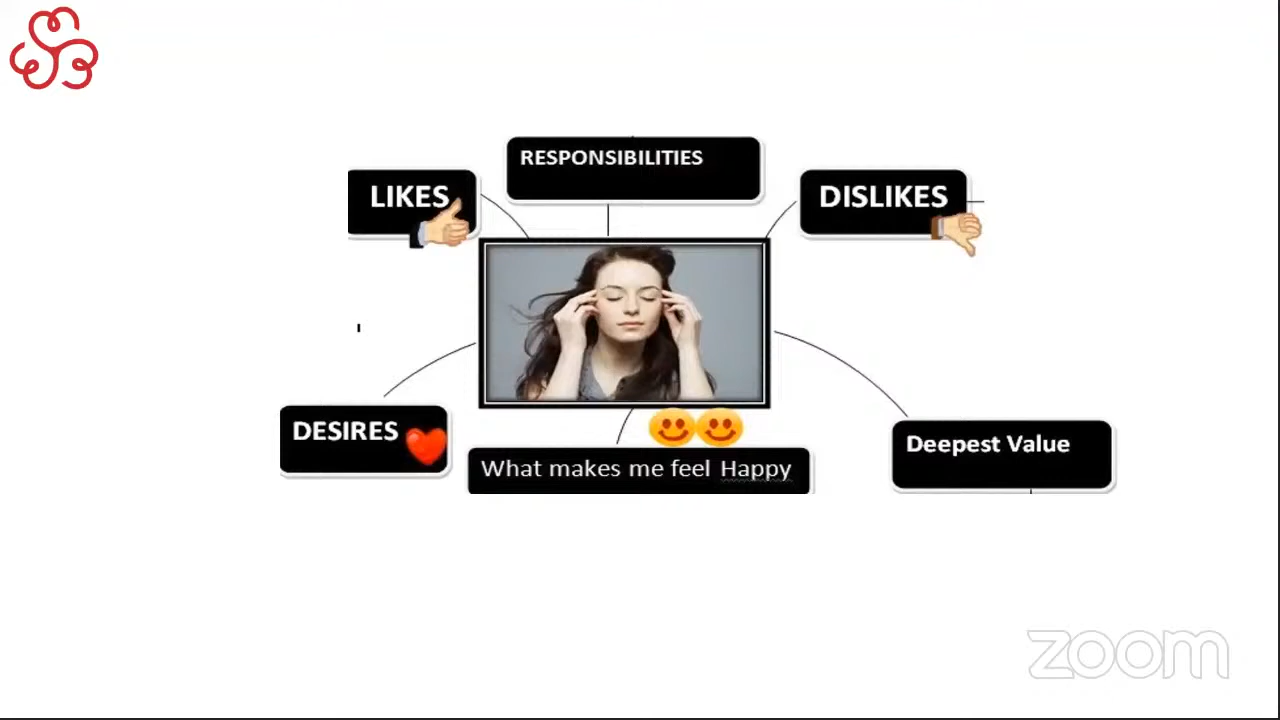 RESPONSIBILITIES
LIKES
DISLIKES
DESIRES
What makes me feel Happy
Deepest Value
zoom